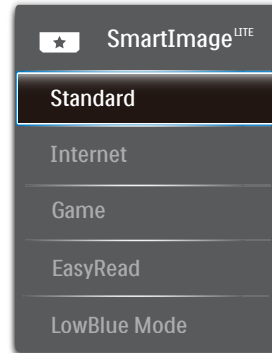 SmartImage LITE
Standard
Internet
Game
EasyRead
LowBlue Mode